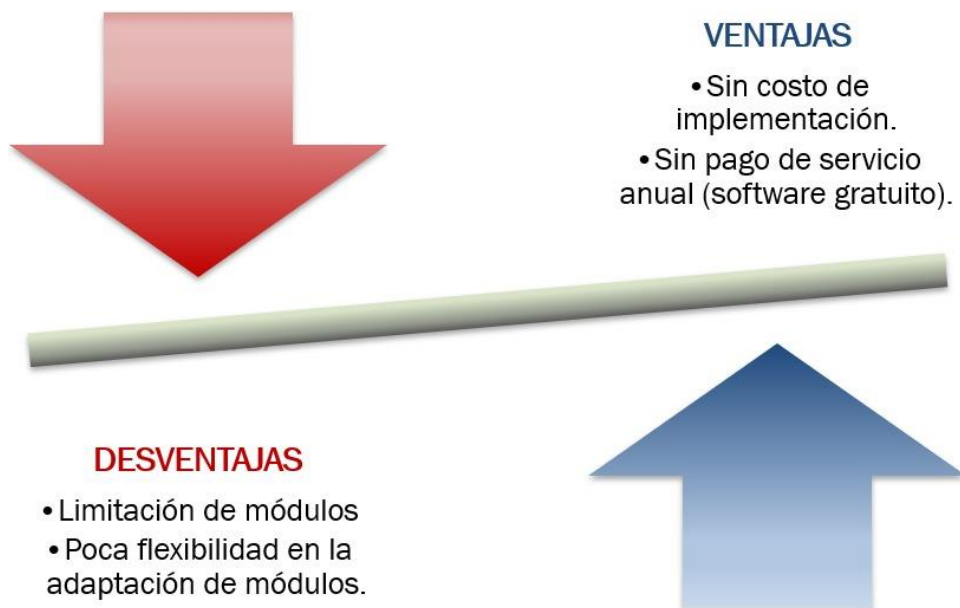 VENTAJAS
•Sin costo de
implementación.
•Sin pago de servicio
anual (software gratuito).
DESVENTAJAS
•Limitación de módulos
•Poca flexibilidad en la
adaptación de módulos.